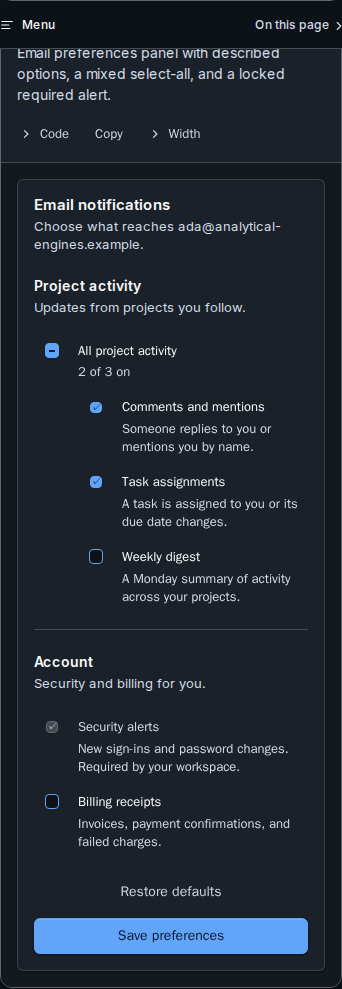 Menu
On this page
Email preferences panel with described
options, a mixed select-all, and a locked
required alert.
Code
Copy
Width
Email notifications
Choose what reaches ada@analytical-
engines.example.
Project activity
Updates from projects you follow.
All project activity
2 of 3 on
Comments and mentions
Someone replies to you or
mentions you by name.
Task assignments
A task is assigned to you or its
due date changes.
Weekly digest
A Monday summary of activity
across your projects.
Account
Security and billing for you.
Security alerts
New sign-ins and password changes.
Required by your workspace.
Billing receipts
Invoices, payment confirmations, and
failed charges.
Restore defaults
Save preferences